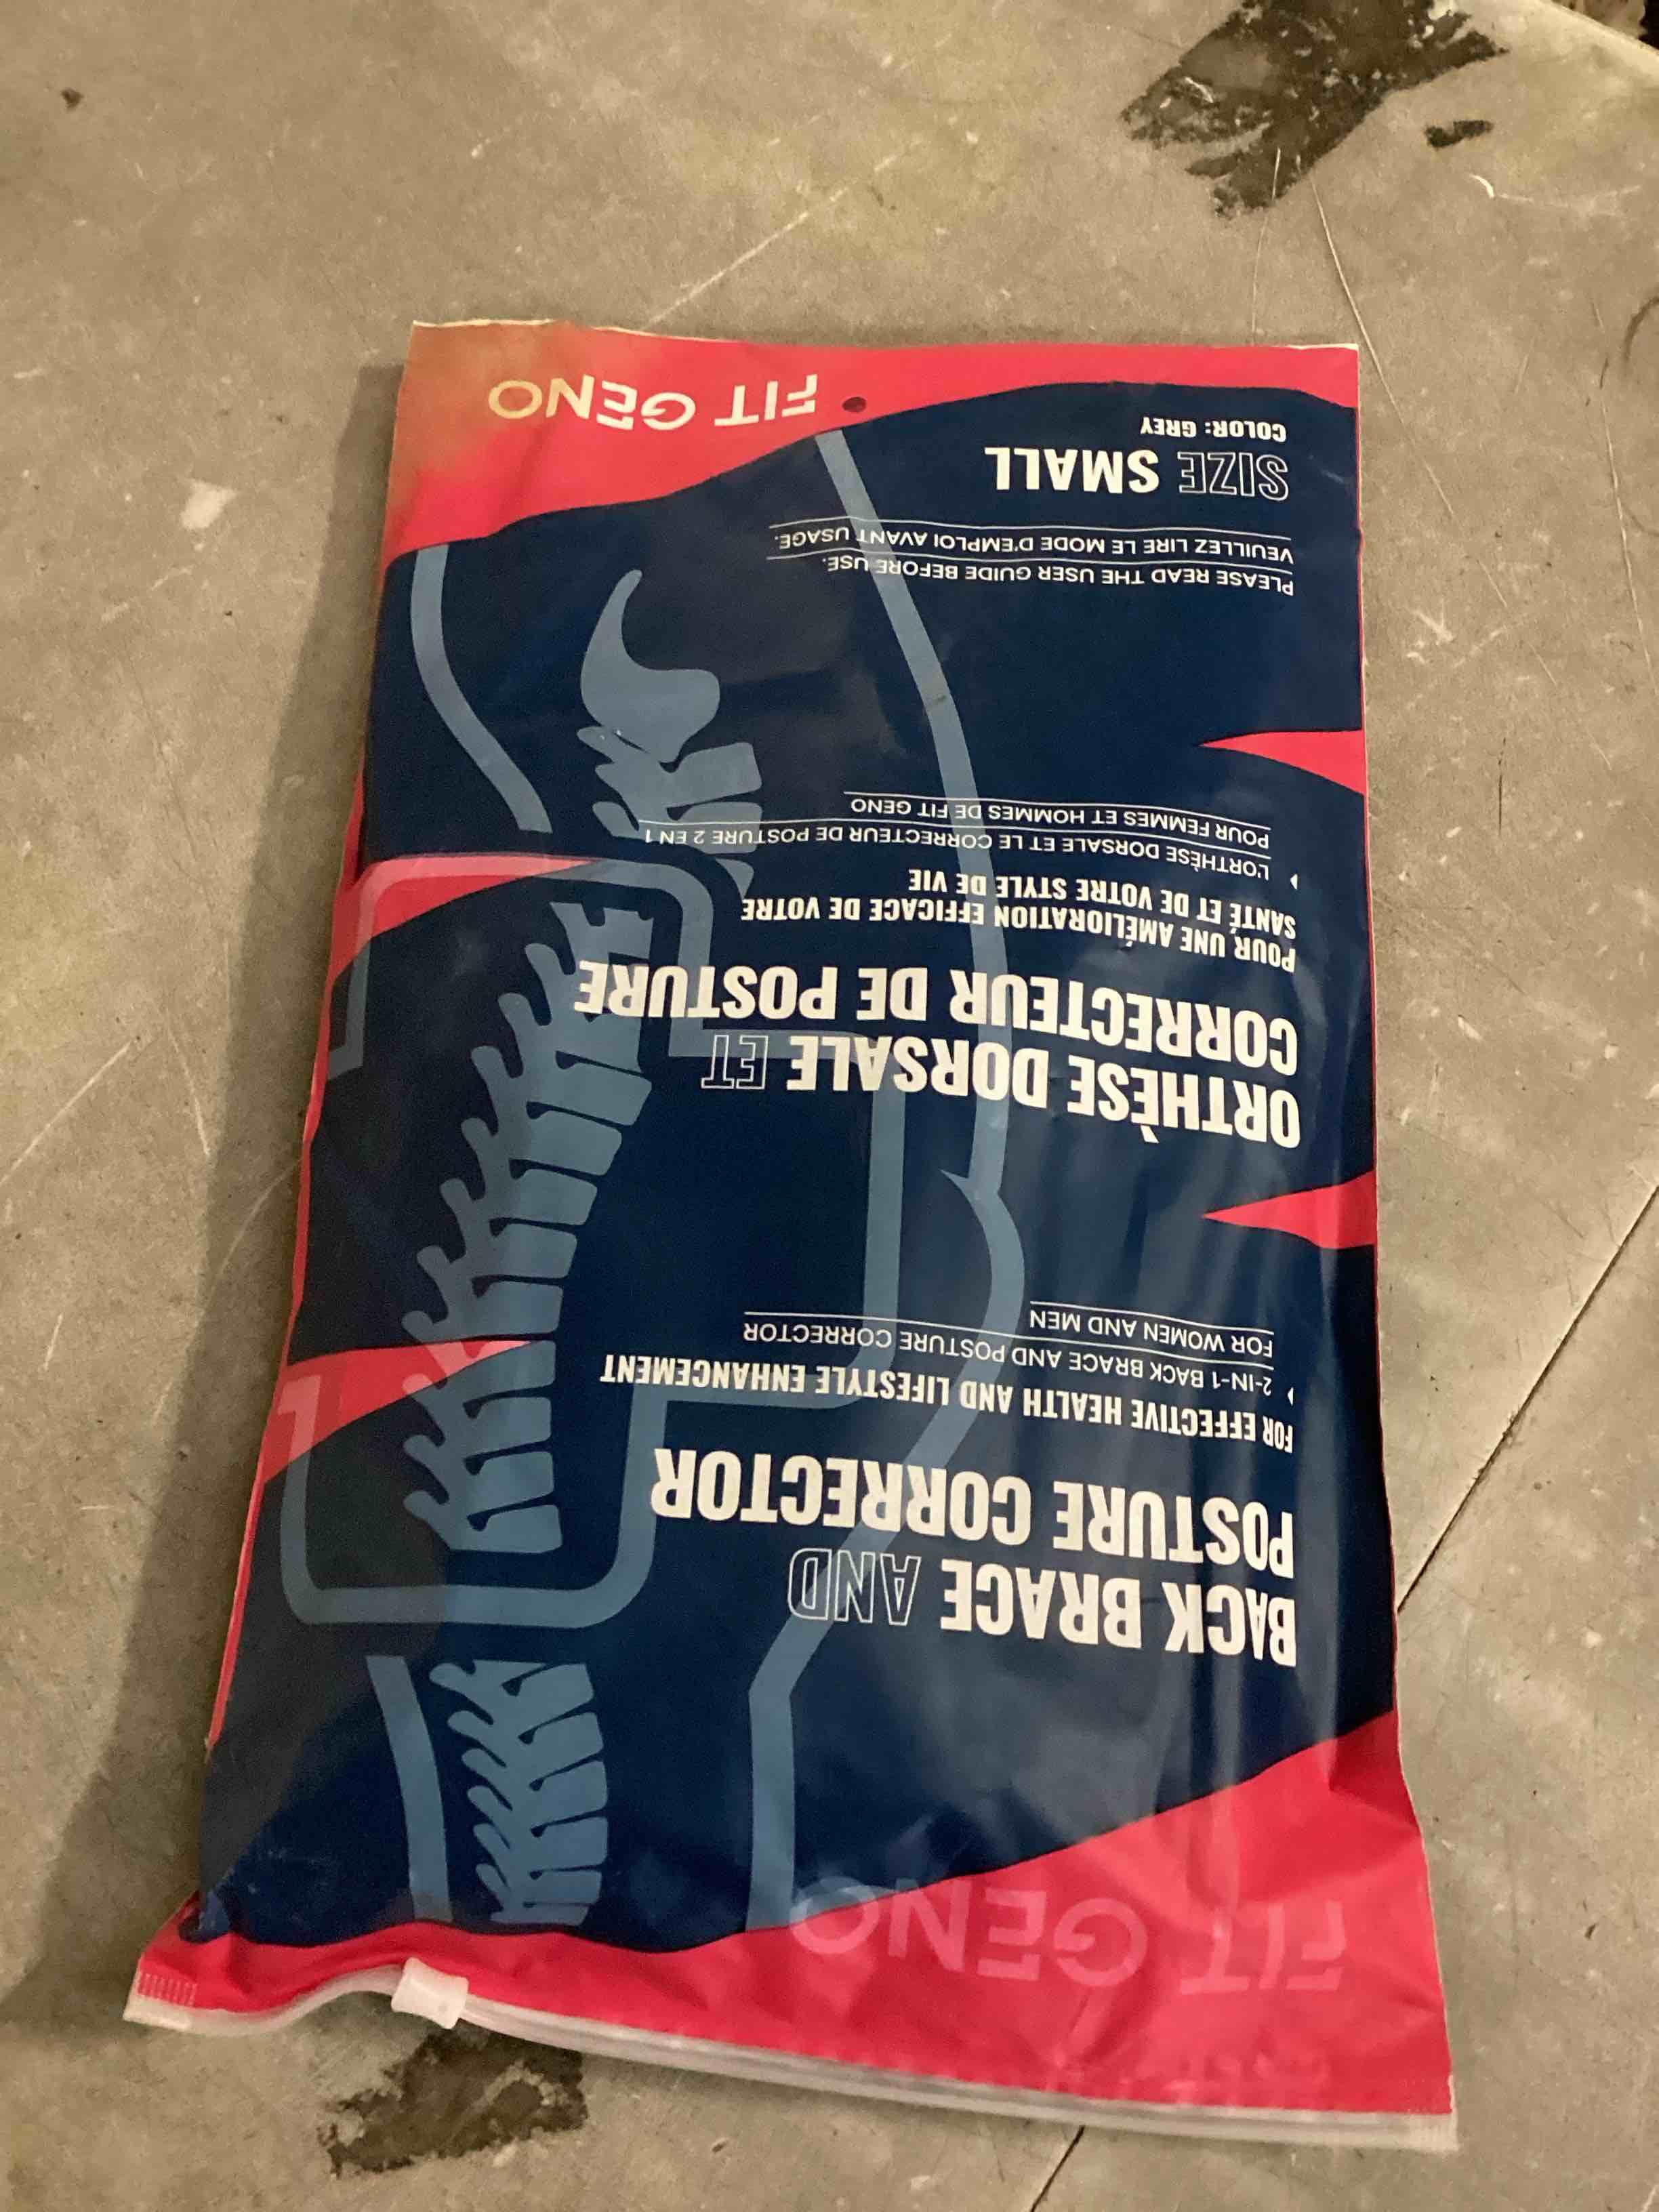 FIT GENO
BACK BRACE AND
POSTURE CORRECTOR
FOR EFFECTIVE HEALTH AND LIFESTYLE ENHANCEMENT
2-IN-1 BACK BRACE AND POSTURE CORRECTOR
FOR WOMEN AND MEN
ORTHÈSE DORSALE ET
CORRECTEUR DE POSTURE
POUR UNE AMÉLIORATION EFFICACE DE VOTRE
SANTÉ ET DE VOTRE STYLE DE VIE
L'ORTHÈSE DORSALE ET LE CORRECTEUR DE POSTURE 2 EN 1
POUR FEMMES ET HOMMES DE FIT GENO
PLEASE READ THE USER GUIDE BEFORE USE.
VEUILLEZ LIRE LE MODE D'EMPLOI AVANT USAGE.
SIZE SMALL
COLOR: GREY
FIT GENO